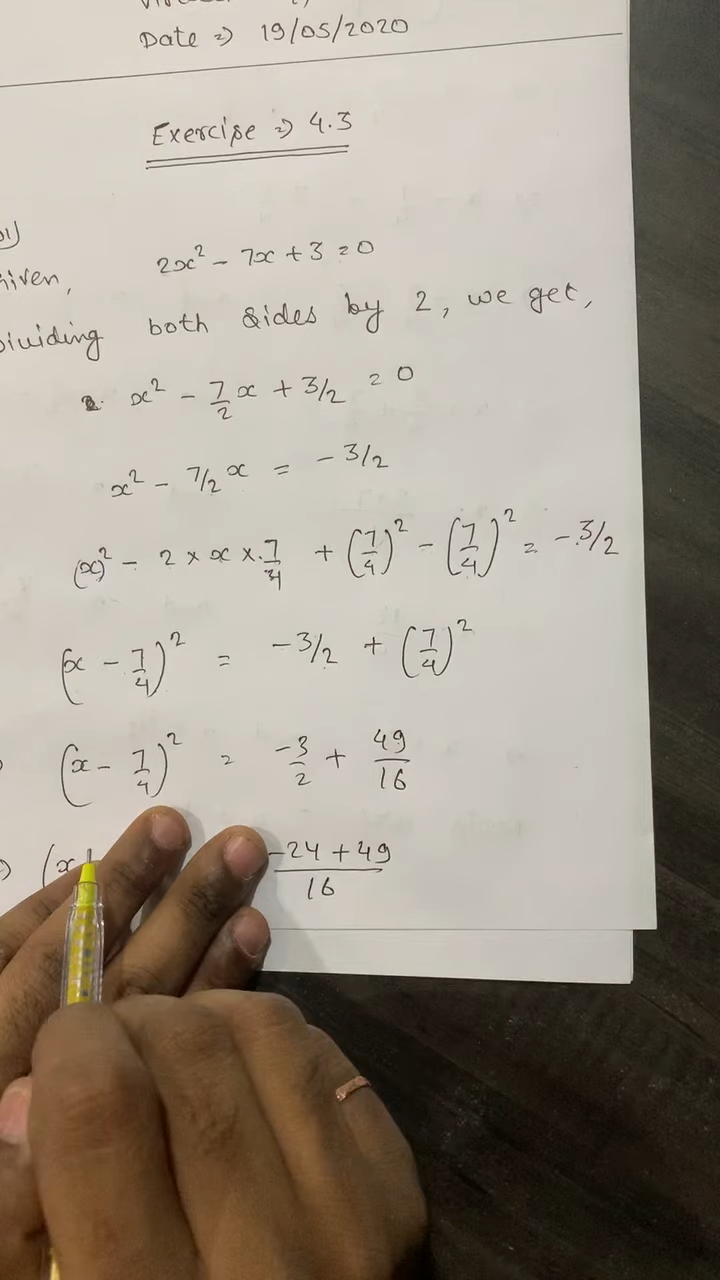 Date ⇒ 19/05/2020
Exercise ⇒ 4.3
2x² - 7x + 3 = 0
both sides by 2, we get,
x² - 7/2 x + 3/2 = 0
x² - 7/2 x = - 3/2
(x)² - 2 × x × 7/4 + (7/4)² - (7/4)² = - 3/2
(x - 7/4)² = - 3/2 + (7/4)²
(x - 7/4)² = -3/2 + 49/16
(x -24 + 49/16